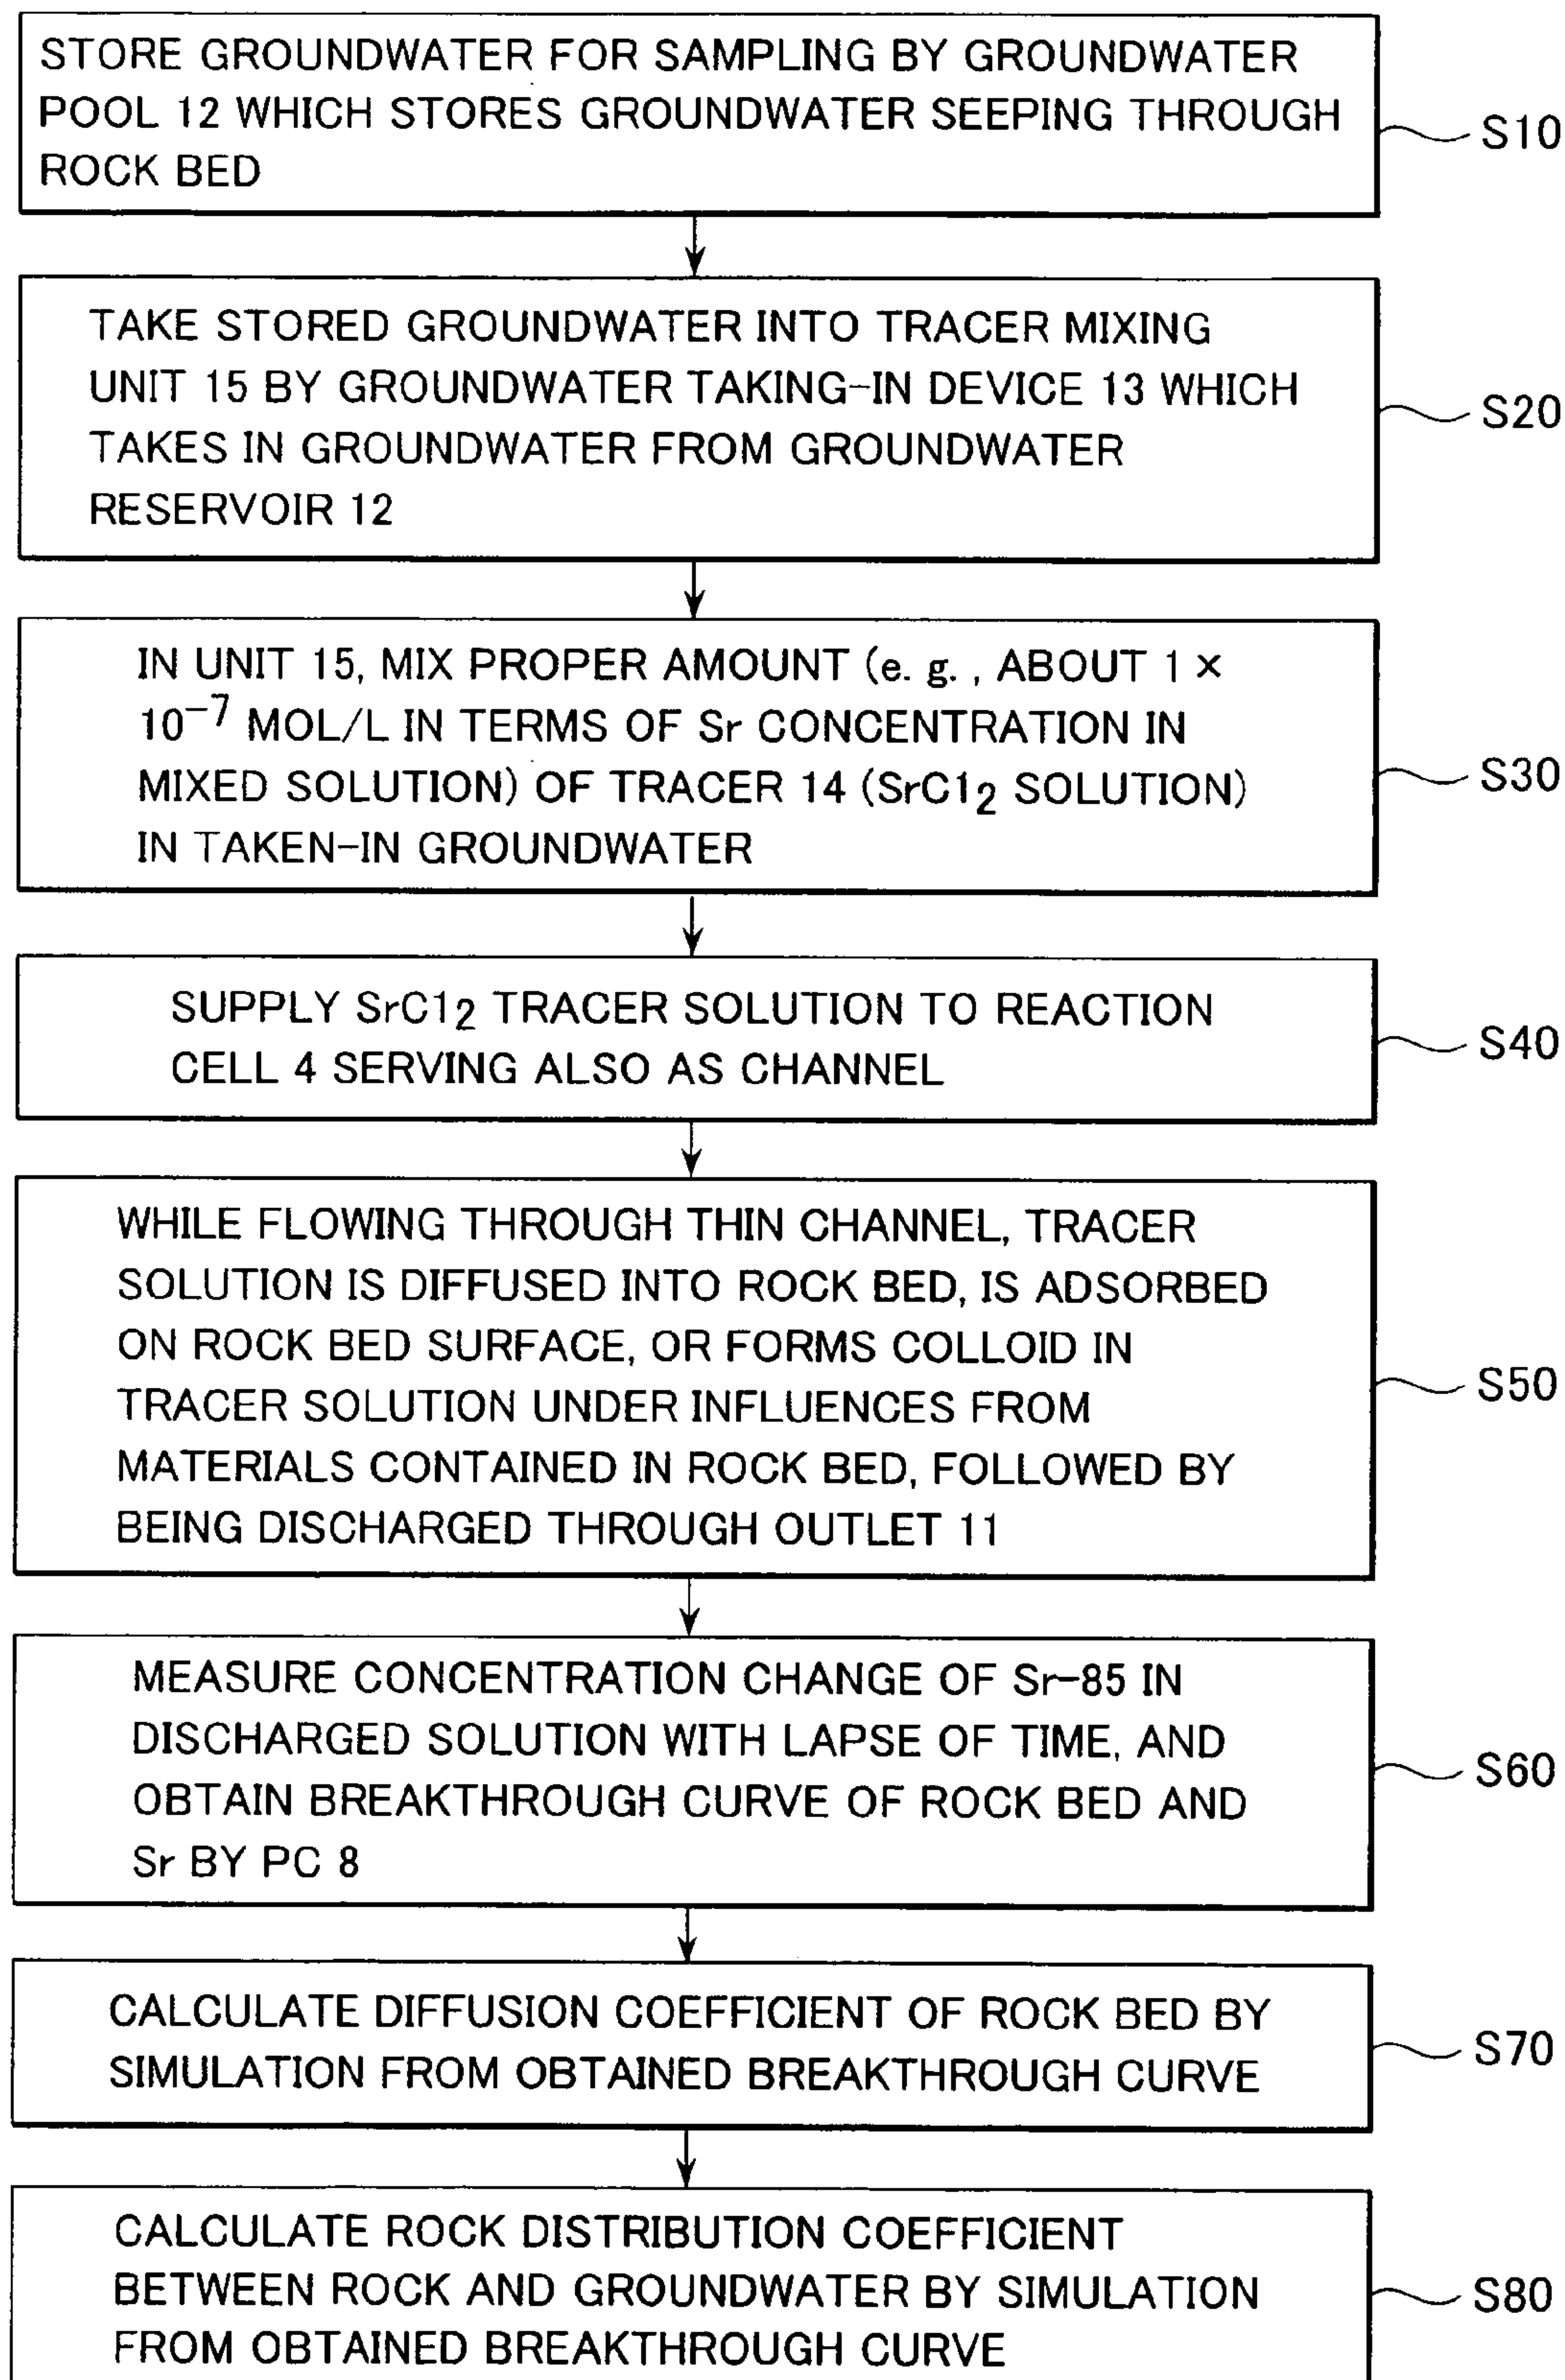 STORE GROUNDWATER FOR SAMPLING BY GROUNDWATER
POOL 12 WHICH STORES GROUNDWATER SEEPING THROUGH
ROCK BED
S10
TAKE STORED GROUNDWATER INTO TRACER MIXING
UNIT 15 BY GROUNDWATER TAKING-IN DEVICE 13 WHICH
TAKES IN GROUNDWATER FROM GROUNDWATER
RESERVOIR 12
S20
IN UNIT 15, MIX PROPER AMOUNT (e. g. , ABOUT 1 ×
10⁻⁷ MOL/L IN TERMS OF Sr CONCENTRATION IN
MIXED SOLUTION) OF TRACER 14 (SrC1₂ SOLUTION)
IN TAKEN-IN GROUNDWATER
S30
SUPPLY SrC1₂ TRACER SOLUTION TO REACTION
CELL 4 SERVING ALSO AS CHANNEL
S40
WHILE FLOWING THROUGH THIN CHANNEL, TRACER
SOLUTION IS DIFFUSED INTO ROCK BED, IS ADSORBED
ON ROCK BED SURFACE, OR FORMS COLLOID IN
TRACER SOLUTION UNDER INFLUENCES FROM
MATERIALS CONTAINED IN ROCK BED, FOLLOWED BY
BEING DISCHARGED THROUGH OUTLET 11
S50
MEASURE CONCENTRATION CHANGE OF Sr-85 IN
DISCHARGED SOLUTION WITH LAPSE OF TIME, AND
OBTAIN BREAKTHROUGH CURVE OF ROCK BED AND
Sr BY PC 8
S60
CALCULATE DIFFUSION COEFFICIENT OF ROCK BED BY
SIMULATION FROM OBTAINED BREAKTHROUGH CURVE
S70
CALCULATE ROCK DISTRIBUTION COEFFICIENT
BETWEEN ROCK AND GROUNDWATER BY SIMULATION
FROM OBTAINED BREAKTHROUGH CURVE
S80